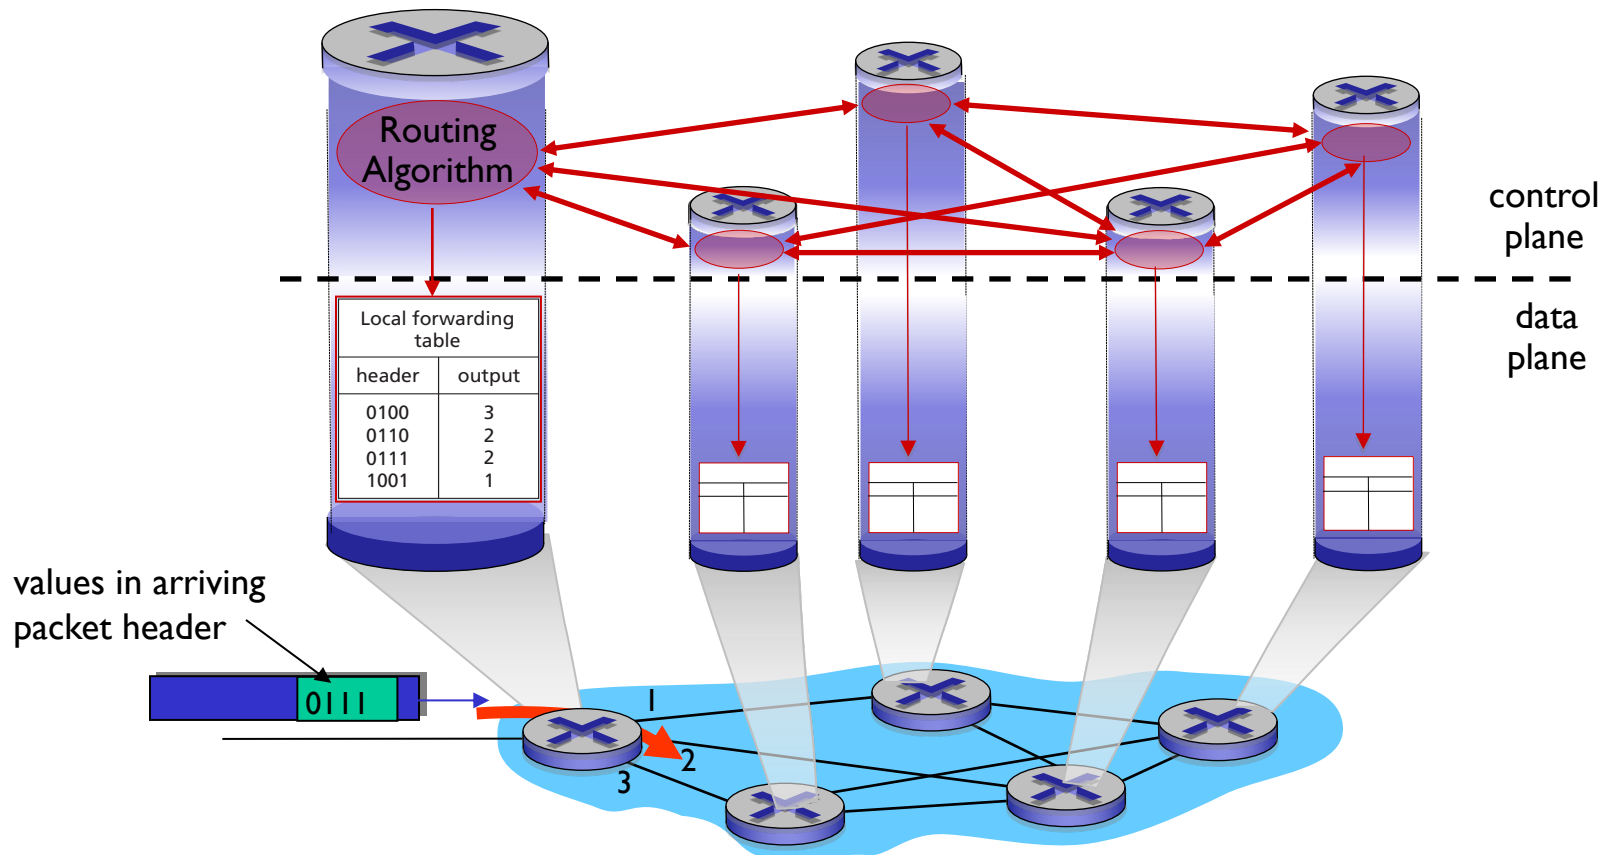 Routing
Algorithm
control
plane
data
plane
Local forwarding
table
header output
0100 3
0110 2
0111 2
1001 1
values in arriving
packet header
0111
1
2
3